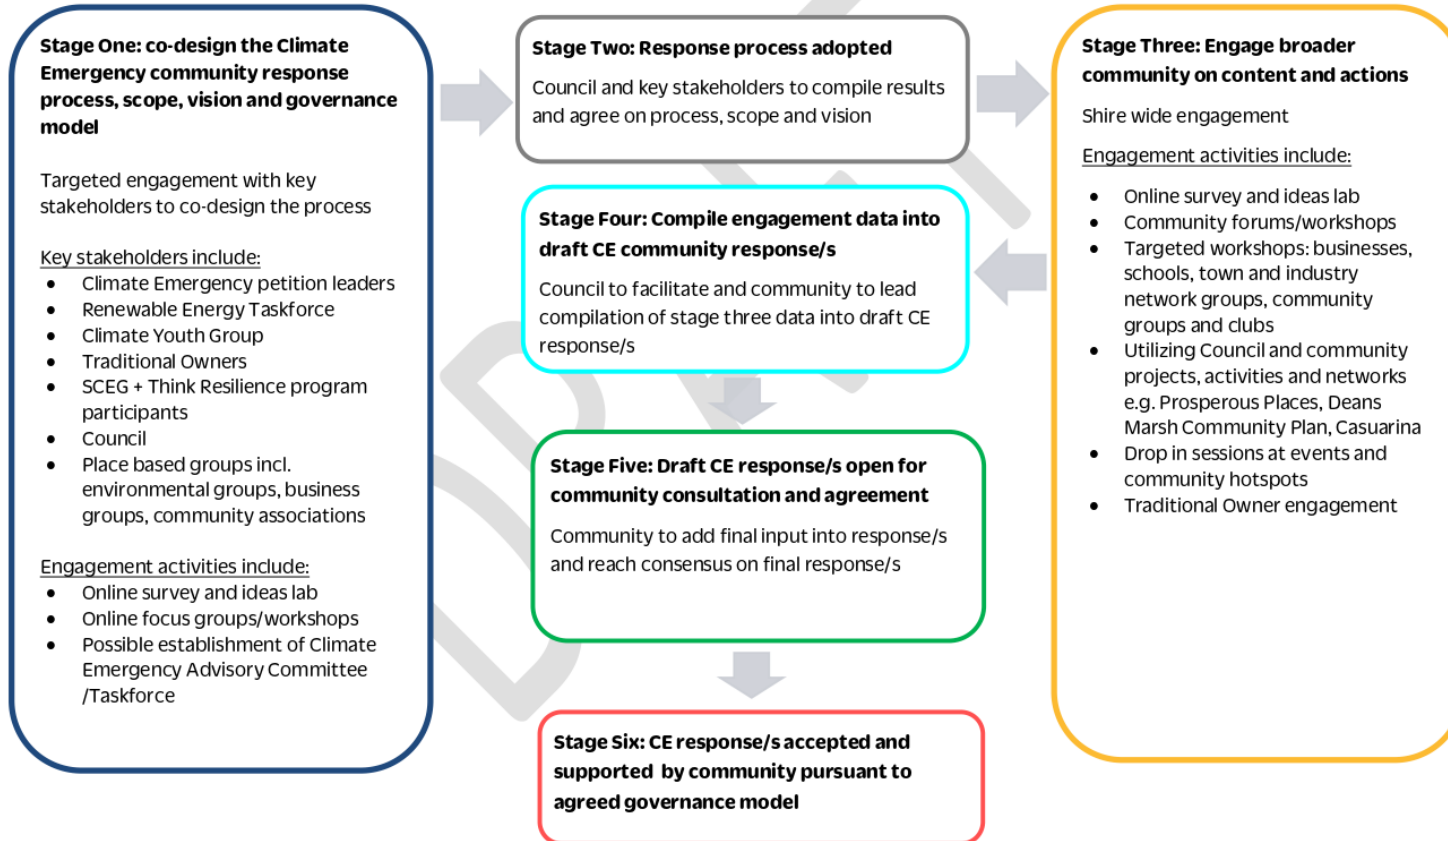 Stage One: co-design the Climate
Emergency community response
process, scope, vision and governance
model
Targeted engagement with key
stakeholders to co-design the process
Key stakeholders include:
• Climate Emergency petition leaders
• Renewable Energy Taskforce
• Climate Youth Group
• Traditional Owners
• SCEG + Think Resilience program
participants
• Council
• Place based groups incl.
environmental groups, business
groups, community associations
Engagement activities include:
• Online survey and ideas lab
• Online focus groups/workshops
• Possible establishment of Climate
Emergency Advisory Committee
/Taskforce
Stage Two: Response process adopted
Council and key stakeholders to compile results
and agree on process, scope and vision
Stage Three: Engage broader
community on content and actions
Shire wide engagement
Engagement activities include:
• Online survey and ideas lab
• Community forums/workshops
• Targeted workshops: businesses,
schools, town and industry
network groups, community
groups and clubs
• Utilizing Council and community
projects, activities and networks
e.g. Prosperous Places, Deans
Marsh Community Plan, Casuarina
• Drop in sessions at events and
community hotspots
• Traditional Owner engagement
Stage Four: Compile engagement data into
draft CE community response/s
Council to facilitate and community to lead
compilation of stage three data into draft CE
response/s
Stage Five: Draft CE response/s open for
community consultation and agreement
Community to add final input into response/s
and reach consensus on final response/s
Stage Six: CE response/s accepted and
supported by community pursuant to
agreed governance model